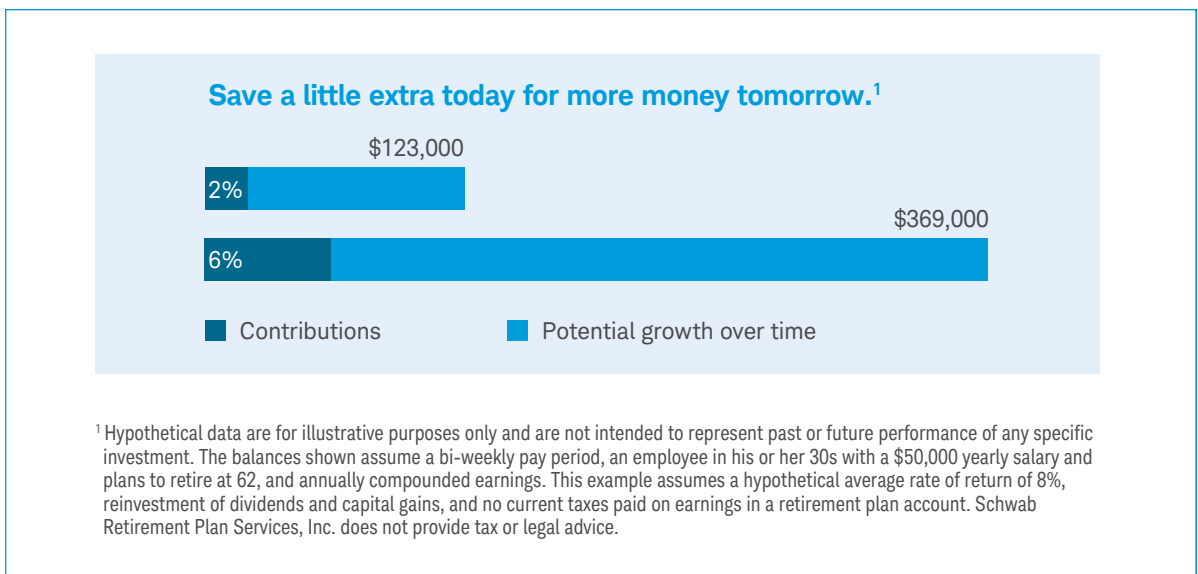 Save a little extra today for more money tomorrow.1
$123,000
2%
$369,000
6%
Contributions
Potential growth over time
1 Hypothetical data are for illustrative purposes only and are not intended to represent past or future performance of any specific
investment. The balances shown assume a bi-weekly pay period, an employee in his or her 30s with a $50,000 yearly salary and
plans to retire at 62, and annually compounded earnings. This example assumes a hypothetical average rate of return of 8%,
reinvestment of dividends and capital gains, and no current taxes paid on earnings in a retirement plan account. Schwab
Retirement Plan Services, Inc. does not provide tax or legal advice.